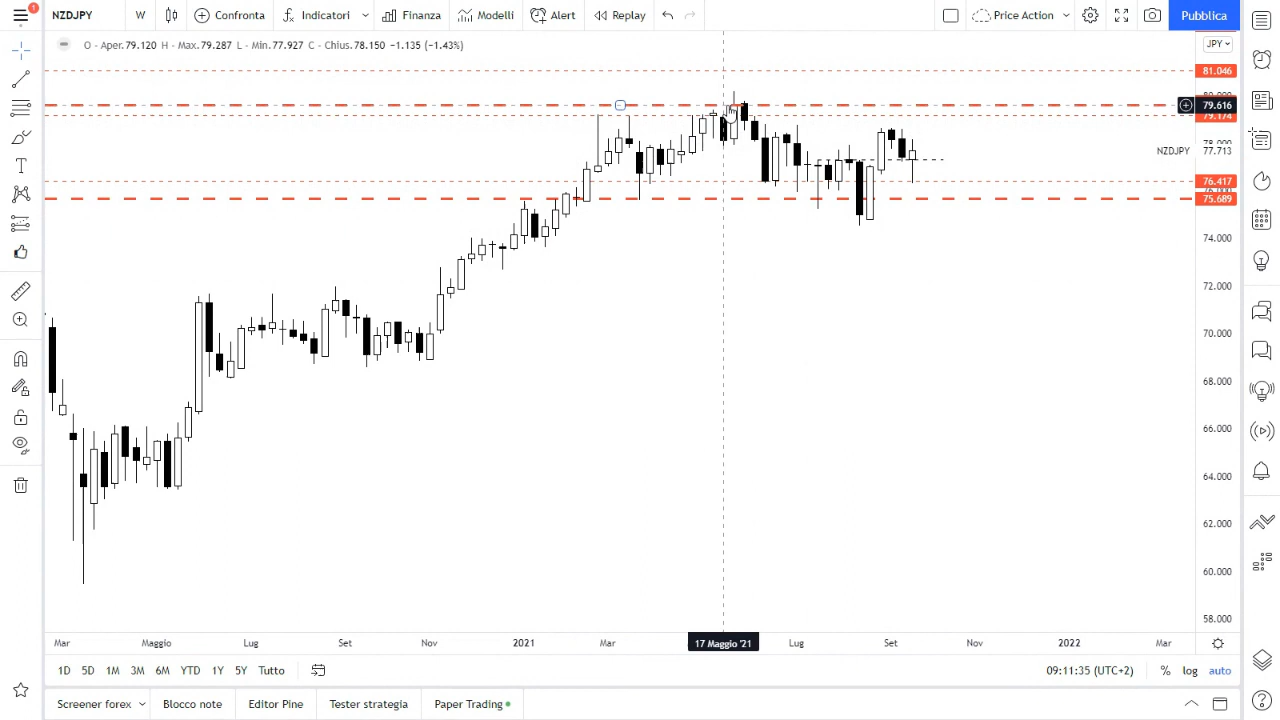 1
NZDJPY W Confronta Indicatori Finanza Modelli Alert Replay Price Action Pubblica
O - Aper.79.120 H - Max.79.287 L - Min.77.927 C - Chius.78.150 −1.135 (−1.43%)
JPY
81.046
79.616
79.174
NZDJPY 77.713
76.417
75.689
74.000
72.000
70.000
68.000
66.000
64.000
62.000
60.000
58.000
Mar Maggio Lug Set Nov 2021 Mar 17 Maggio '21 Lug Set Nov 2022 Mar
1D 5D 1M 3M 6M YTD 1Y 5Y Tutto 09:11:35 (UTC+2) % log auto
Screener forex Blocco note Editor Pine Tester strategia Paper Trading